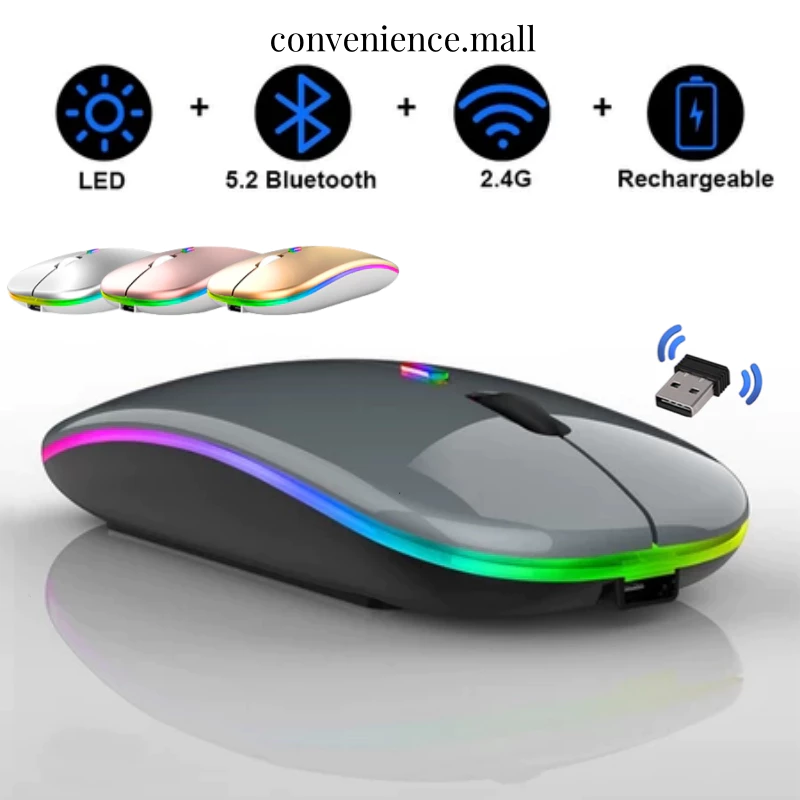 convenience.mall
+ + +
LED 5.2 Bluetooth 2.4G Rechargeable